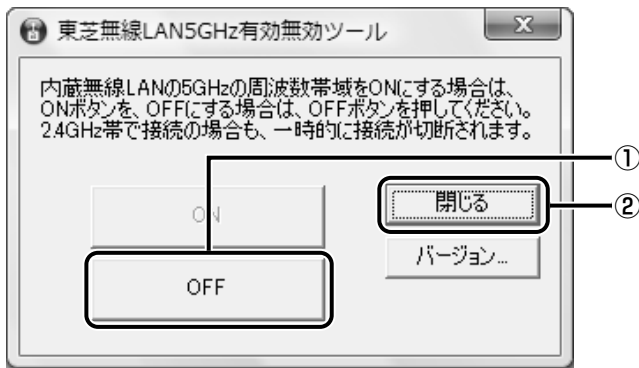 東芝無線LAN5GHz有効無効ツール
内蔵無線LANの5GHzの周波数帯域をONにする場合は、
ONボタンを、OFFにする場合は、OFFボタンを押してください。
2.4GHz帯で接続の場合も、一時的に接続が切断されます。
①
ON
閉じる
②
バージョン...
OFF